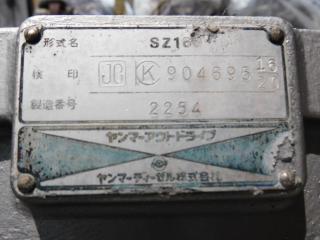 形式名 SZ16
検印 JG K 904695 16/20
製造番号 2254
ヤンマーアウトドライブ
ヤンマーディーゼル株式会社